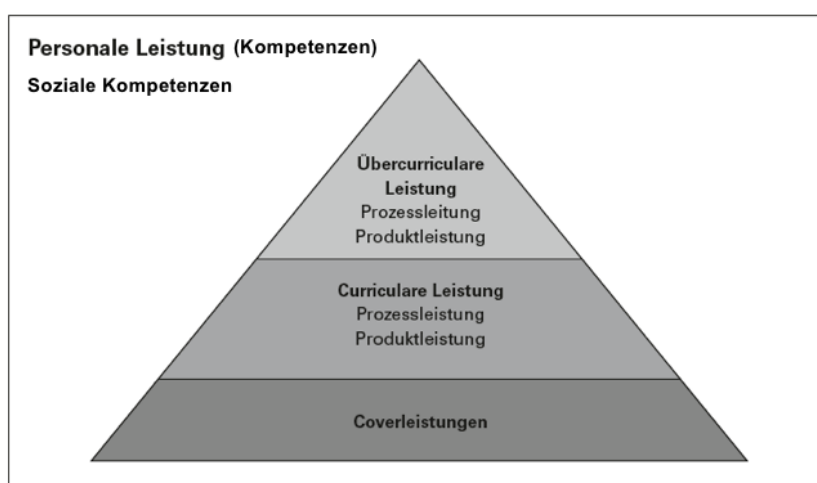 Personale Leistung (Kompetenzen)
Soziale Kompetenzen
Übercurriculare
Leistung
Prozessleitung
Produktleistung
Curriculare Leistung
Prozessleistung
Produktleistung
Coverleistungen